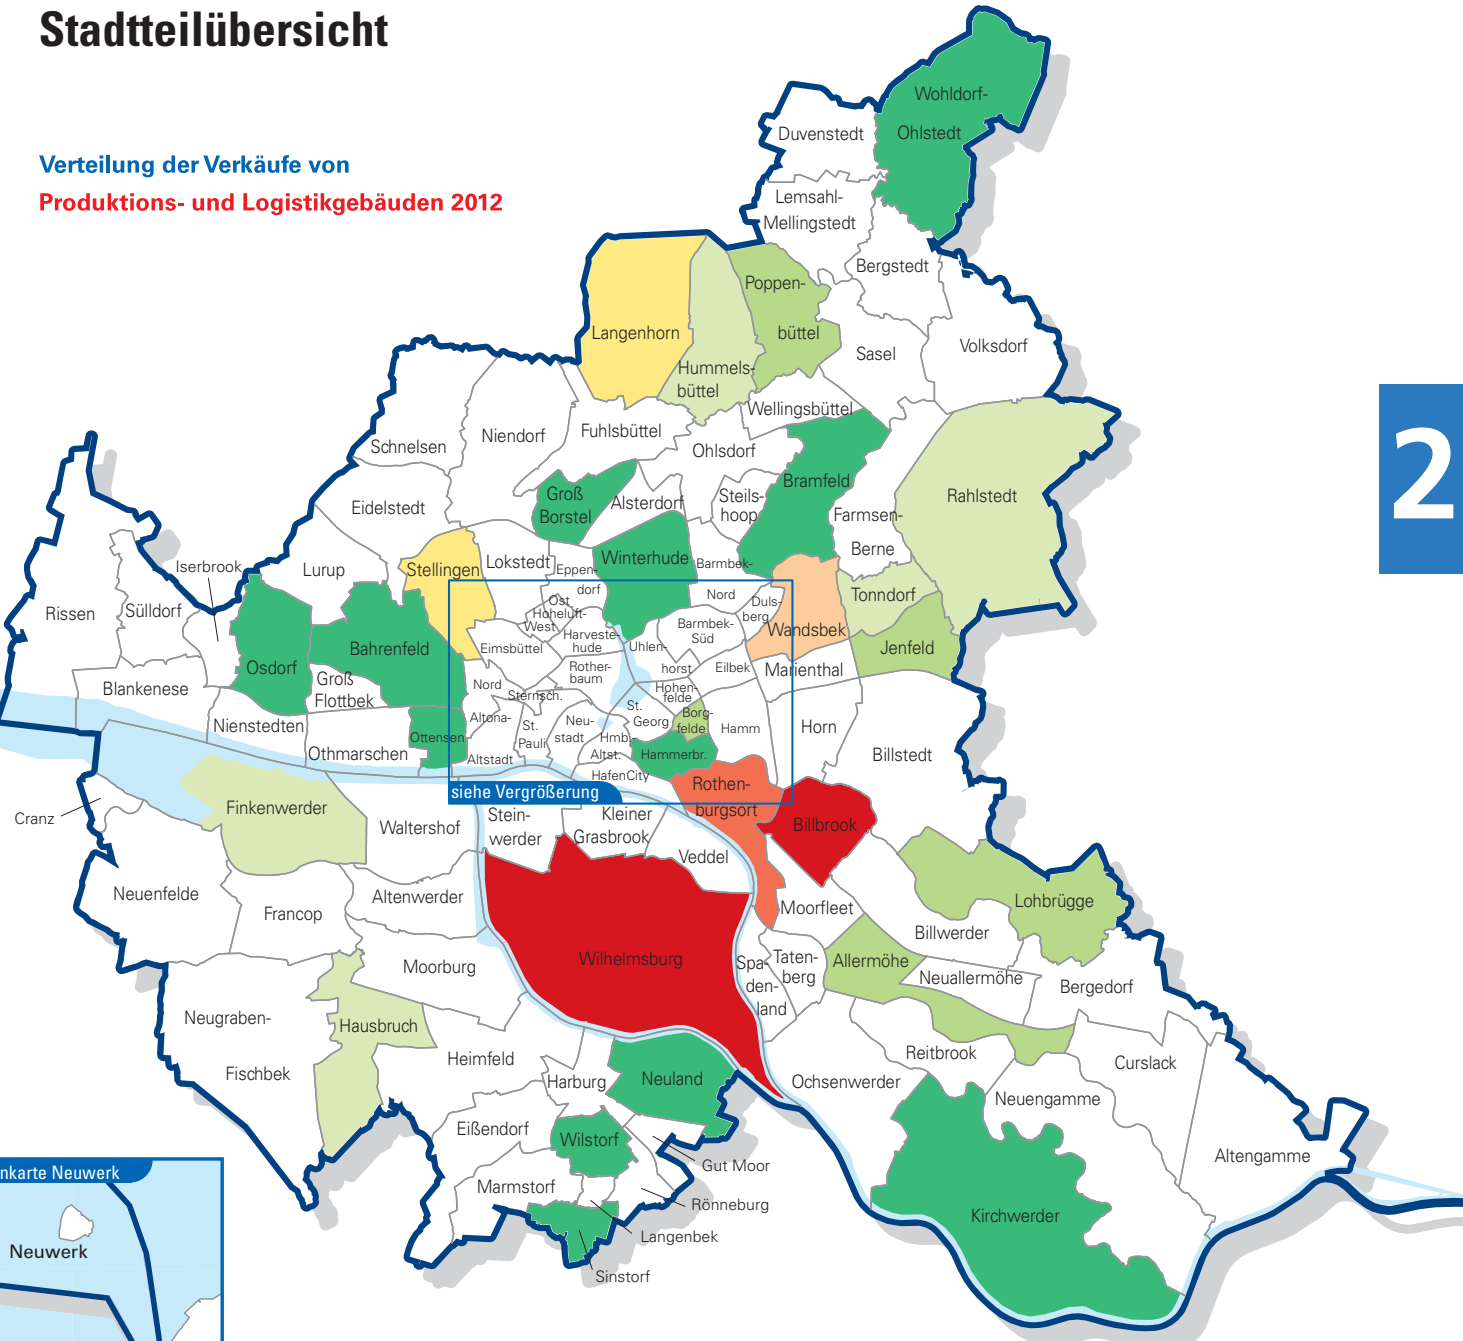 Stadtteilübersicht
Verteilung der Verkäufe von
Produktions- und Logistikgebäuden 2012
2
Wohldorf-
Ohlstedt
Duvenstedt
Lemsahl-
Mellingstedt
Bergstedt
Poppen-
büttel
Langenhorn
Hummels-
büttel
Sasel
Volksdorf
Wellingsbüttel
Schnelsen
Niendorf
Fuhlsbüttel
Ohlsdorf
Bramfeld
Rahlstedt
Groß
Borstel
Alsterdorf
Steils-
hoop
Farmsen-
Berne
Eidelstedt
Stellingen
Lokstedt
Eppen-
dorf
Winterhude
Barmbek-
Nord
Duls-
berg
Iserbrook
Lurup
Tonndorf
Rissen
Sülldorf
Ost
Hoheluft-
West
Harveste-
hude
Barmbek-
Süd
Wandsbek
Jenfeld
Osdorf
Bahrenfeld
Eimsbüttel
Uhlen-
horst
Eilbek
Marienthal
Groß
Flottbek
Blankenese
Nord
Sternsch.
Rother-
baum
Hohen-
felde
Nienstedten
Othmarschen
Ottensen
Altona-
Altstadt
St.
Pauli
Neu-
stadt
St.
Georg
Borg-
felde
Hamm
Horn
Billstedt
Hmb.-
Altst.
Hammerbr.
HafenCity
siehe Vergrößerung
Rothen-
burgsort
Billbrook
Cranz
Finkenwerder
Waltershof
Stein-
werder
Kleiner
Grasbrook
Veddel
Neuenfelde
Francop
Altenwerder
Moorfleet
Lohbrügge
Billwerder
Moorburg
Wilhelmsburg
Spa-
den-
land
Taten-
berg
Allermöhe
Neuallermöhe
Bergedorf
Neugraben-
Fischbek
Hausbruch
Heimfeld
Reitbrook
Curslack
Harburg
Neuland
Ochsenwerder
Neuengamme
Eißendorf
Wilstorf
Gut Moor
Altengamme
Marmstorf
Rönneburg
Langenbek
Sinstorf
Kirchwerder
nkarte Neuwerk
Neuwerk